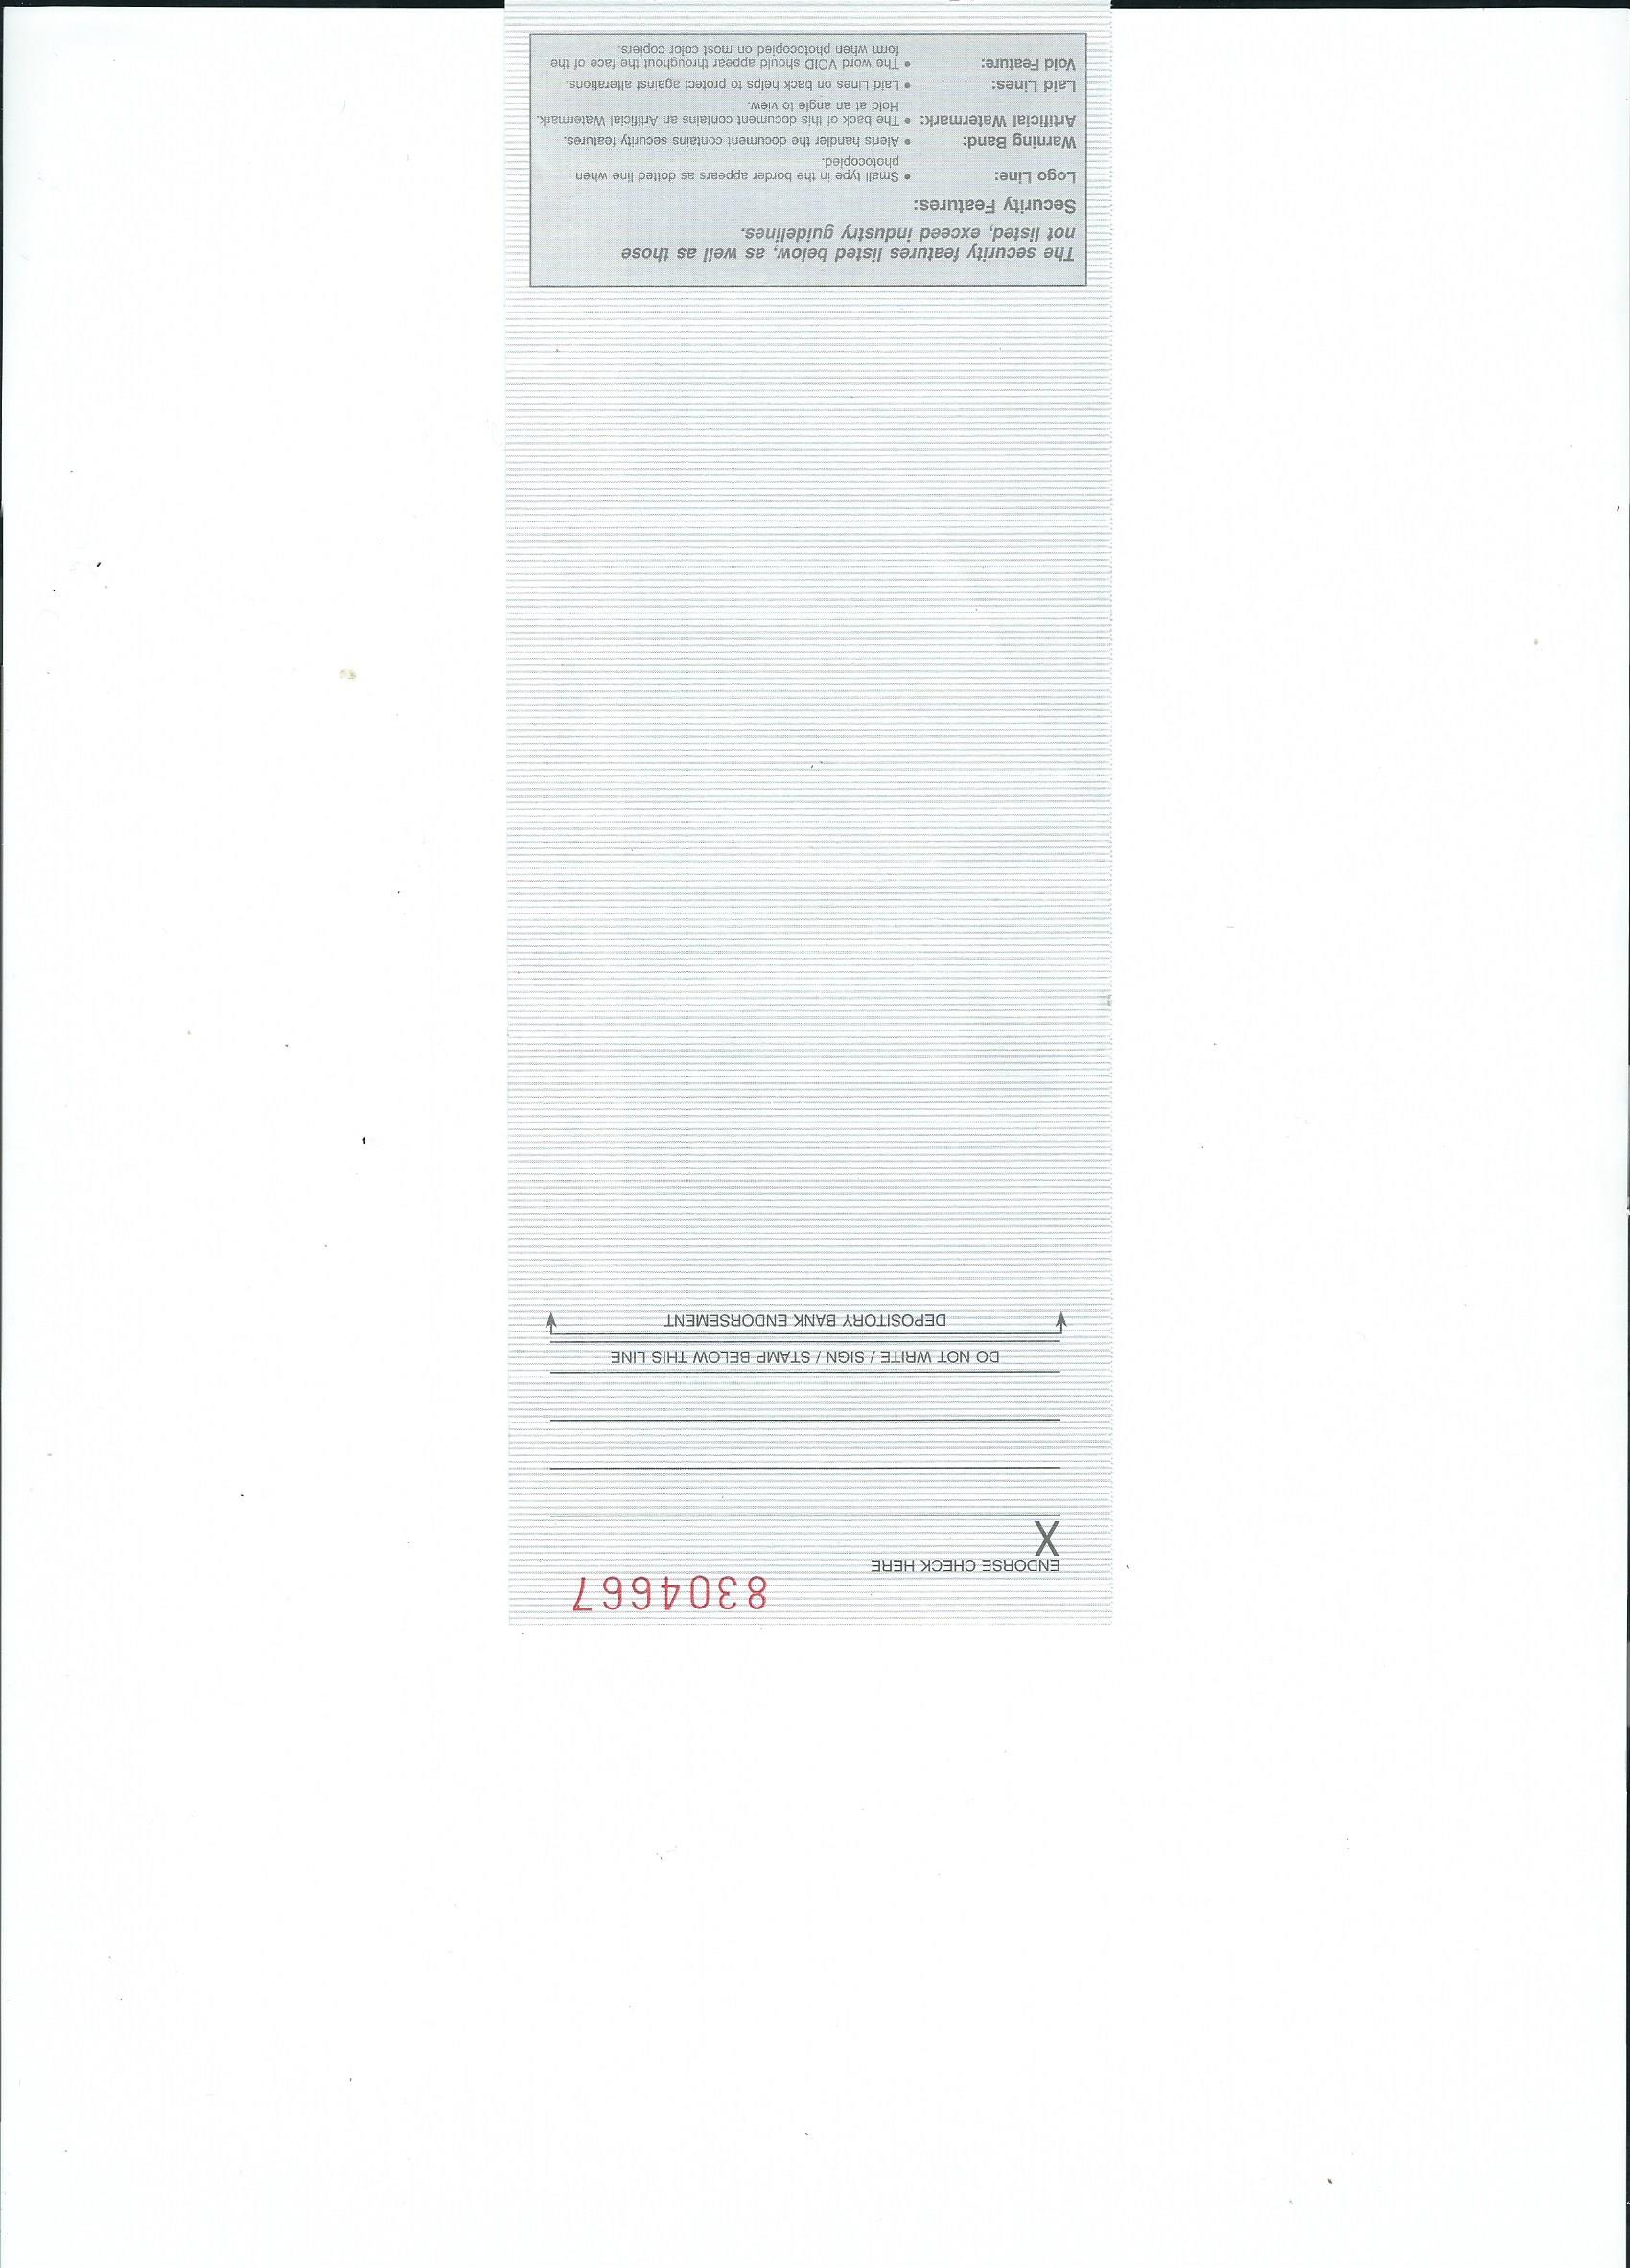 8304667
ENDORSE CHECK HERE
X
DO NOT WRITE / SIGN / STAMP BELOW THIS LINE
DEPOSITORY BANK ENDORSEMENT
The security features listed below, as well as those
not listed, exceed industry guidelines.
Security Features:
Logo Line: • Small type in the border appears as dotted line when
photocopied.
Warning Band: • Alerts handler the document contains security features.
Artificial Watermark: • The back of this document contains an Artificial Watermark.
Hold at an angle to view.
Laid Lines: • Laid Lines on back helps to protect against alterations.
Void Feature: • The word VOID should appear throughout the face of the
form when photocopied on most color copiers.